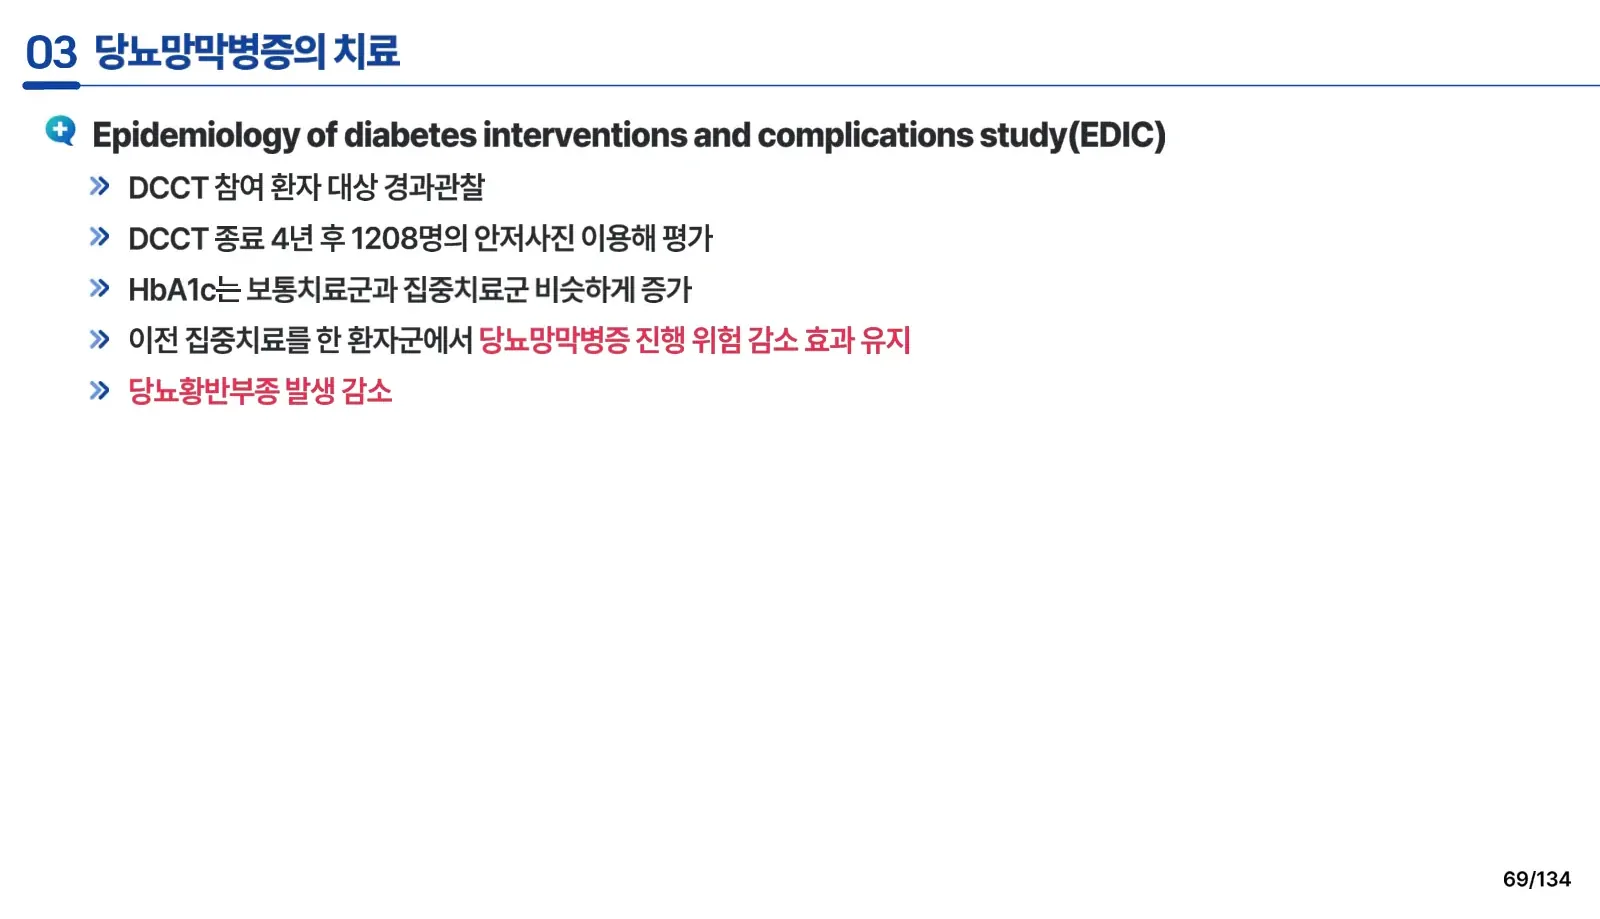 03 당뇨망막병증의 치료
Epidemiology of diabetes interventions and complications study(EDIC)
DCCT 참여 환자 대상 경과관찰
DCCT 종료 4년 후 1208명의 안저사진 이용해 평가
HbA1c는 보통치료군과 집중치료군 비슷하게 증가
이전 집중치료를 한 환자군에서 당뇨망막병증 진행 위험 감소 효과 유지
당뇨황반부종 발생 감소
69/134